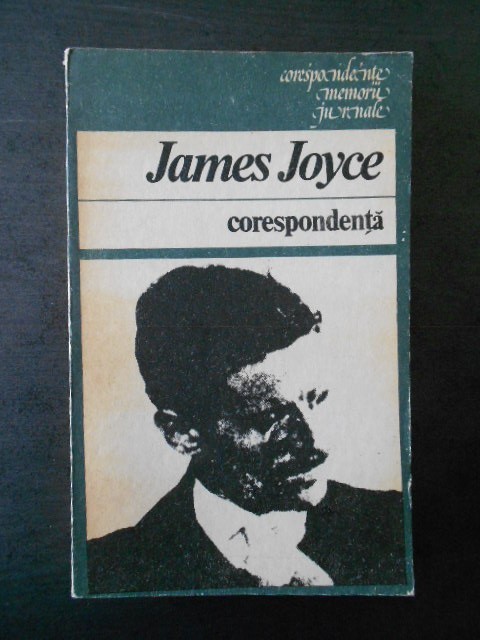 corespondențe
memorii
jurnale
James Joyce
corespondență